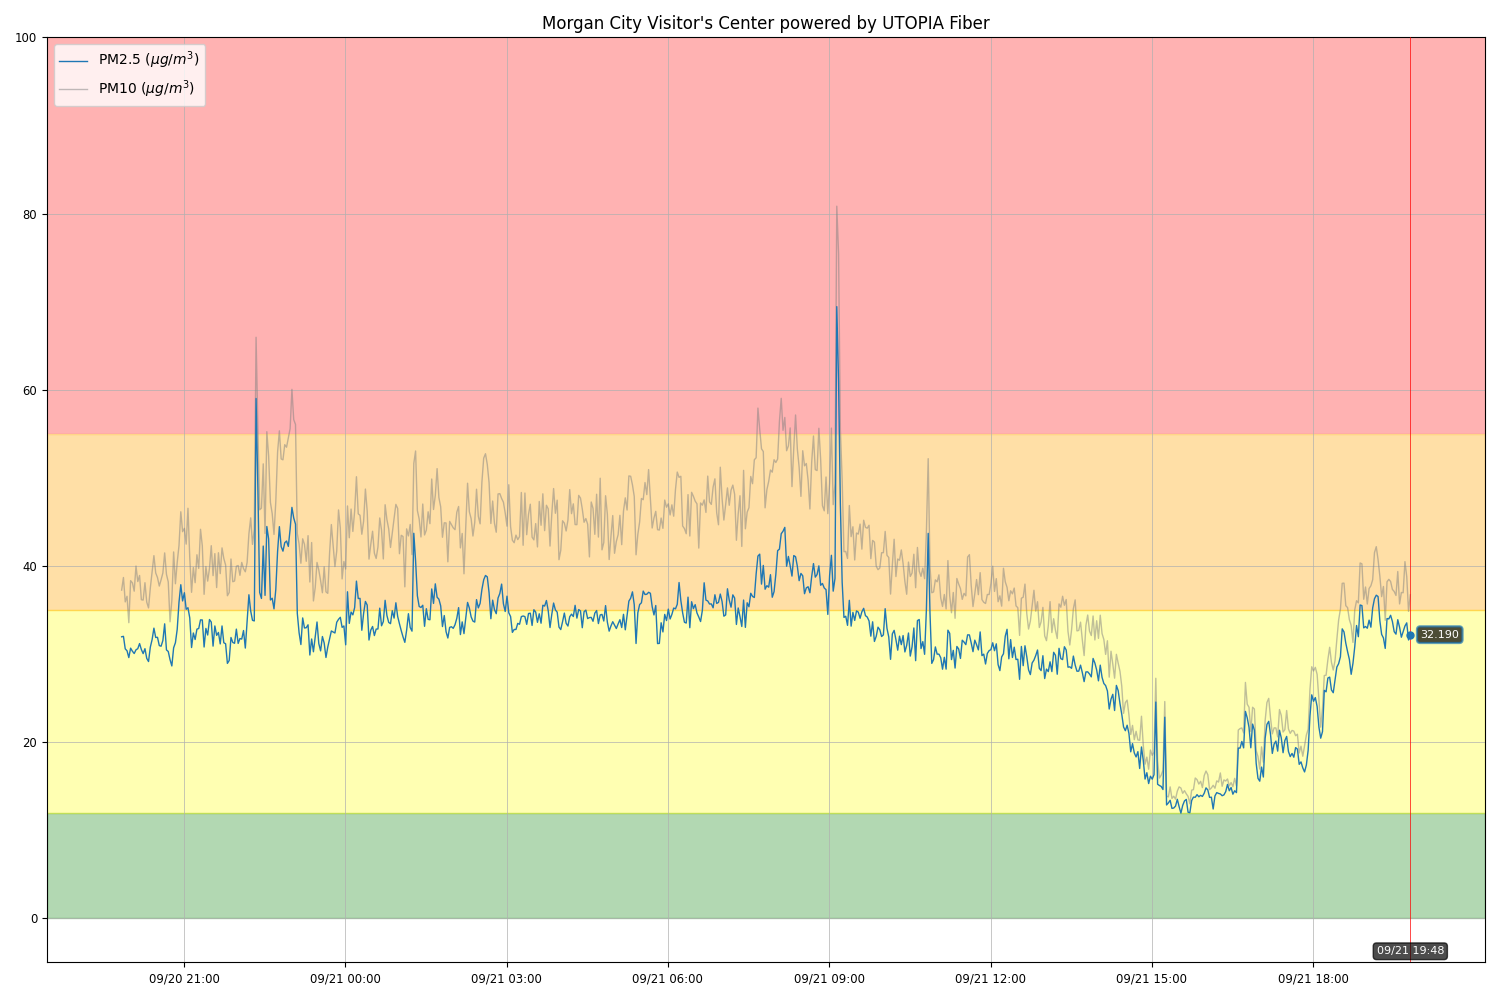 Morgan City Visitor's Center powered by UTOPIA Fiber
100
PM2.5 (μg/m³)
PM10 (μg/m³)
80
60
40
32.190
20
0
09/21 19:48
09/20 21:00 09/21 00:00 09/21 03:00 09/21 06:00 09/21 09:00 09/21 12:00 09/21 15:00 09/21 18:00